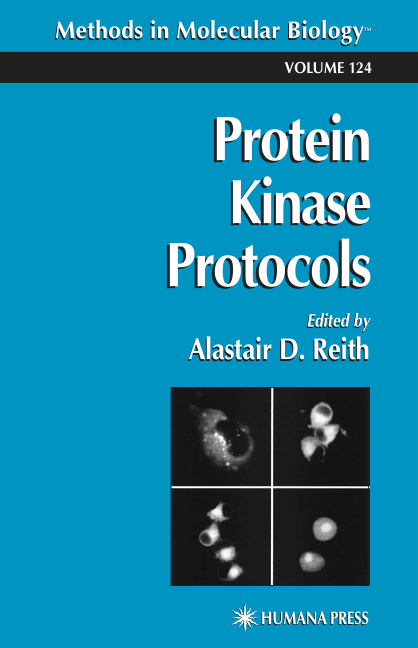 Methods in Molecular Biology™
VOLUME 124
Protein
Kinase
Protocols
Edited by
Alastair D. Reith
HUMANA PRESS